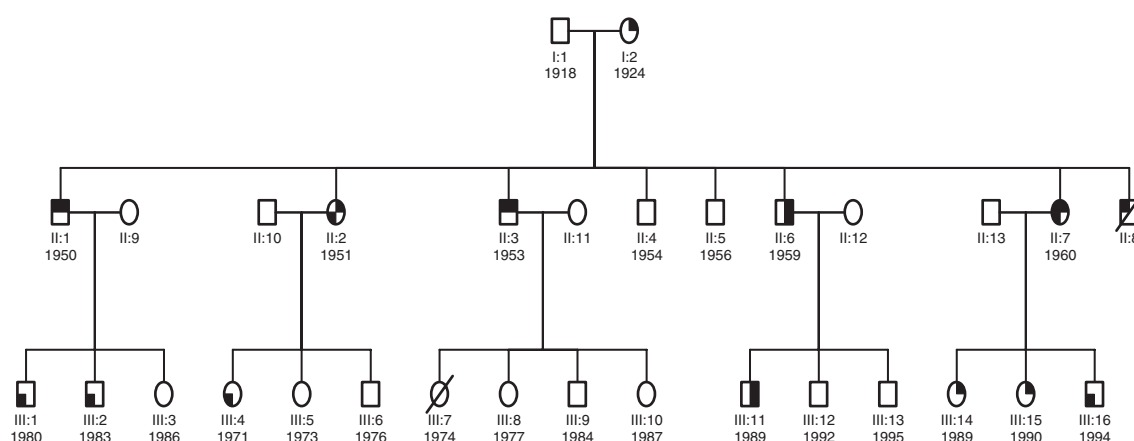 I:1 I:2
1918 1924
II:1 II:9 II:10 II:2 II:3 II:11 II:4 II:5 II:6 II:12 II:13 II:7 II:8
1950 1951 1953 1954 1956 1959 1960
III:1 III:2 III:3 III:4 III:5 III:6 III:7 III:8 III:9 III:10 III:11 III:12 III:13 III:14 III:15 III:16
1980 1983 1986 1971 1973 1976 1974 1977 1984 1987 1989 1992 1995 1989 1990 1994